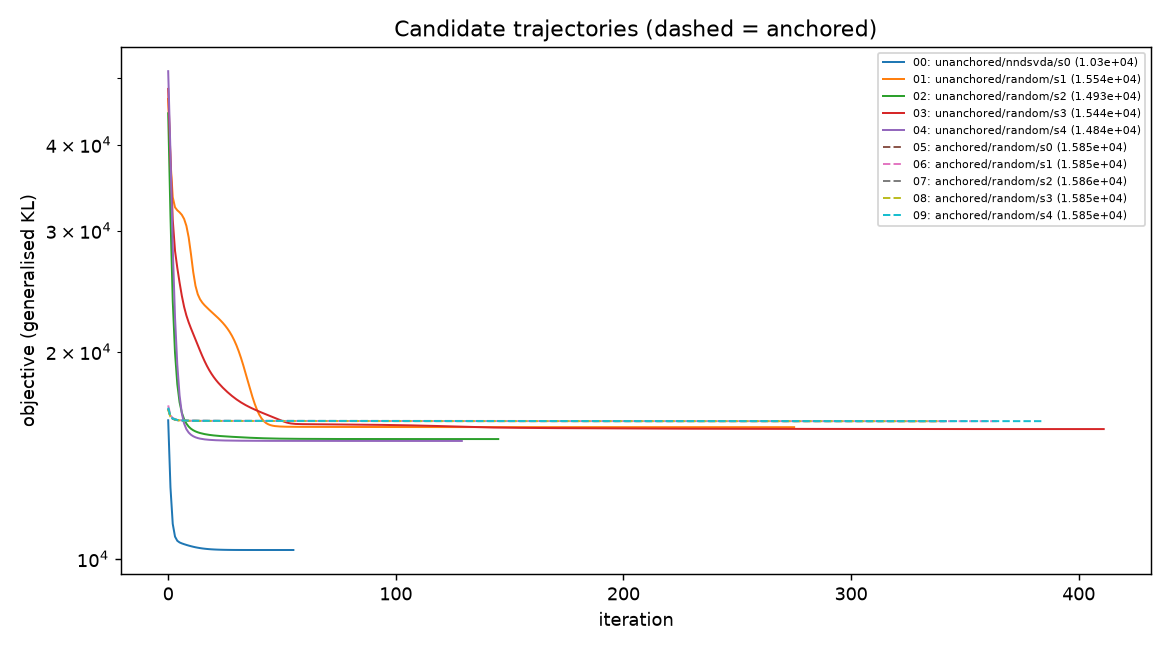 Candidate trajectories (dashed = anchored)
00: unanchored/nndsvda/s0 (1.03e+04)
01: unanchored/random/s1 (1.554e+04)
02: unanchored/random/s2 (1.493e+04)
03: unanchored/random/s3 (1.544e+04)
04: unanchored/random/s4 (1.484e+04)
05: anchored/random/s0 (1.585e+04)
06: anchored/random/s1 (1.585e+04)
07: anchored/random/s2 (1.586e+04)
08: anchored/random/s3 (1.585e+04)
09: anchored/random/s4 (1.585e+04)
objective (generalised KL)
4 × 10⁴
3 × 10⁴
2 × 10⁴
10⁴
0 100 200 300 400
iteration